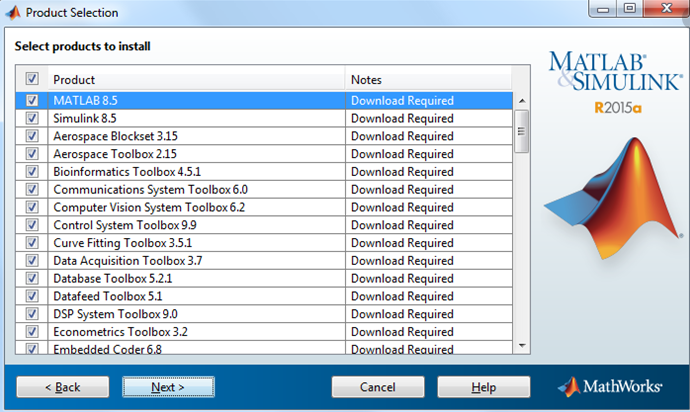 Product Selection
Select products to install
Product Notes
MATLAB 8.5 Download Required
Simulink 8.5 Download Required
Aerospace Blockset 3.15 Download Required
Aerospace Toolbox 2.15 Download Required
Bioinformatics Toolbox 4.5.1 Download Required
Communications System Toolbox 6.0 Download Required
Computer Vision System Toolbox 6.2 Download Required
Control System Toolbox 9.9 Download Required
Curve Fitting Toolbox 3.5.1 Download Required
Data Acquisition Toolbox 3.7 Download Required
Database Toolbox 5.2.1 Download Required
Datafeed Toolbox 5.1 Download Required
DSP System Toolbox 9.0 Download Required
Econometrics Toolbox 3.2 Download Required
Embedded Coder 6.8 Download Required
MATLAB®
&SIMULINK®
R2015a
< Back Next > Cancel Help MathWorks®